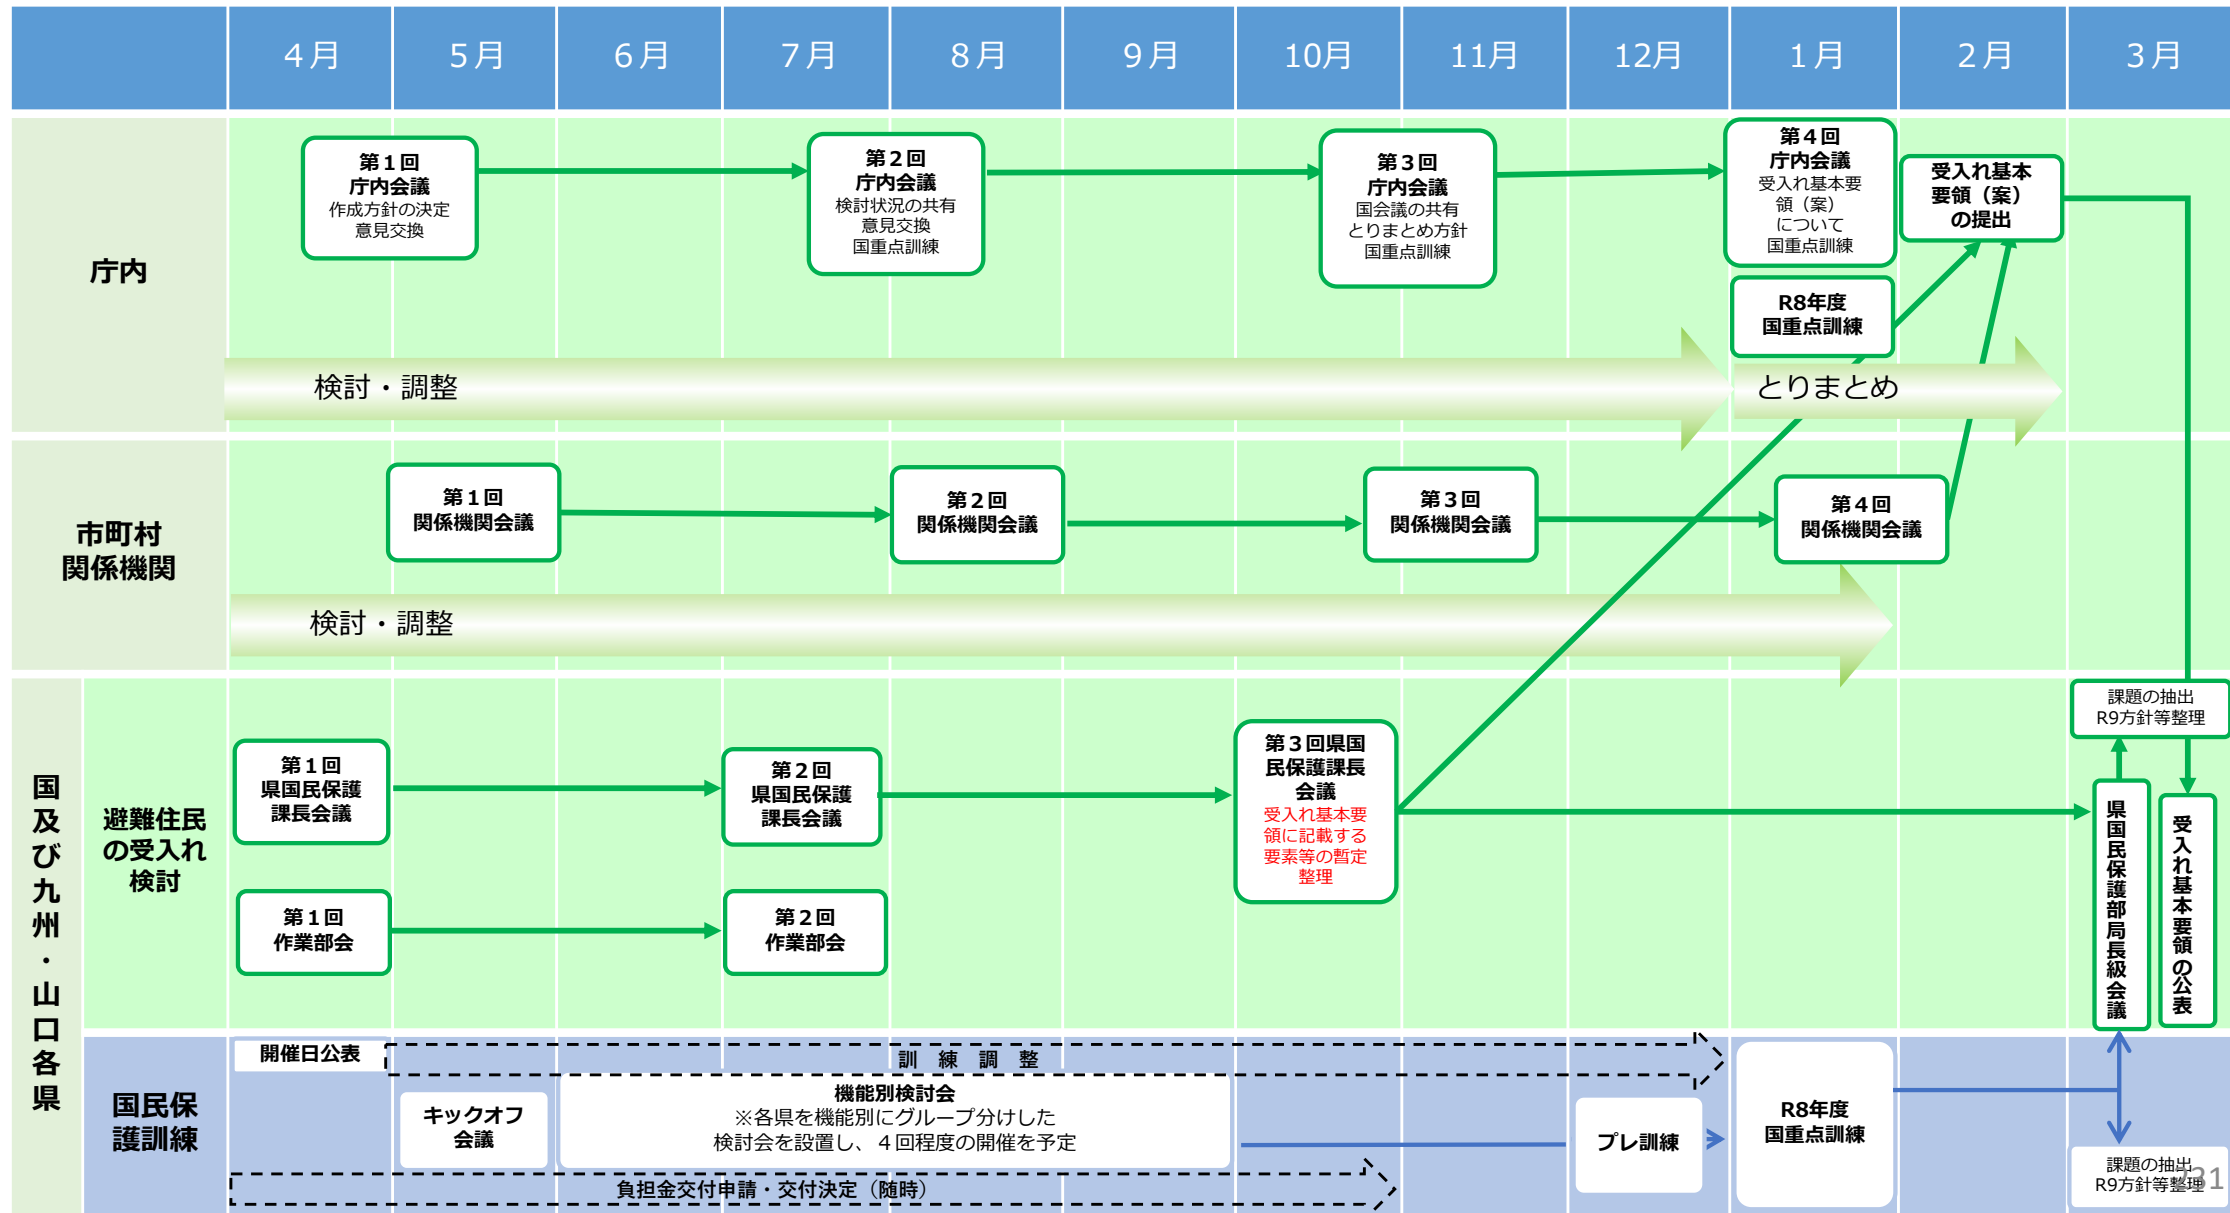 4月
5月
6月
7月
8月
9月
10月
11月
12月
1月
2月
3月
庁内
第1回
庁内会議
作成方針の決定
意見交換
第2回
庁内会議
検討状況の共有
意見交換
国重点訓練
第3回
庁内会議
国会議の共有
とりまとめ方針
国重点訓練
第4回
庁内会議
受入れ基本要
領（案）
について
国重点訓練
受入れ基本
要領（案）
の提出
R8年度
国重点訓練
検討・調整
とりまとめ
市町村
関係機関
第1回
関係機関会議
第2回
関係機関会議
第3回
関係機関会議
第4回
関係機関会議
検討・調整
国及び九州・山口各県
避難住民
の受入れ
検討
第1回
県国民保護
課長会議
第2回
県国民保護
課長会議
第3回県国
民保護課長
会議
受入れ基本要
領に記載する
要素等の暫定
整理
課題の抽出
R9方針等整理
県国民保護部局長級会議
受入れ基本要領の公表
第1回
作業部会
第2回
作業部会
国民保
護訓練
開催日公表
訓 練 調 整
キックオフ
会議
機能別検討会
※各県を機能別にグループ分けした
検討会を設置し、4回程度の開催を予定
プレ訓練
R8年度
国重点訓練
負担金交付申請・交付決定（随時）
課題の抽出
R9方針等整理
231